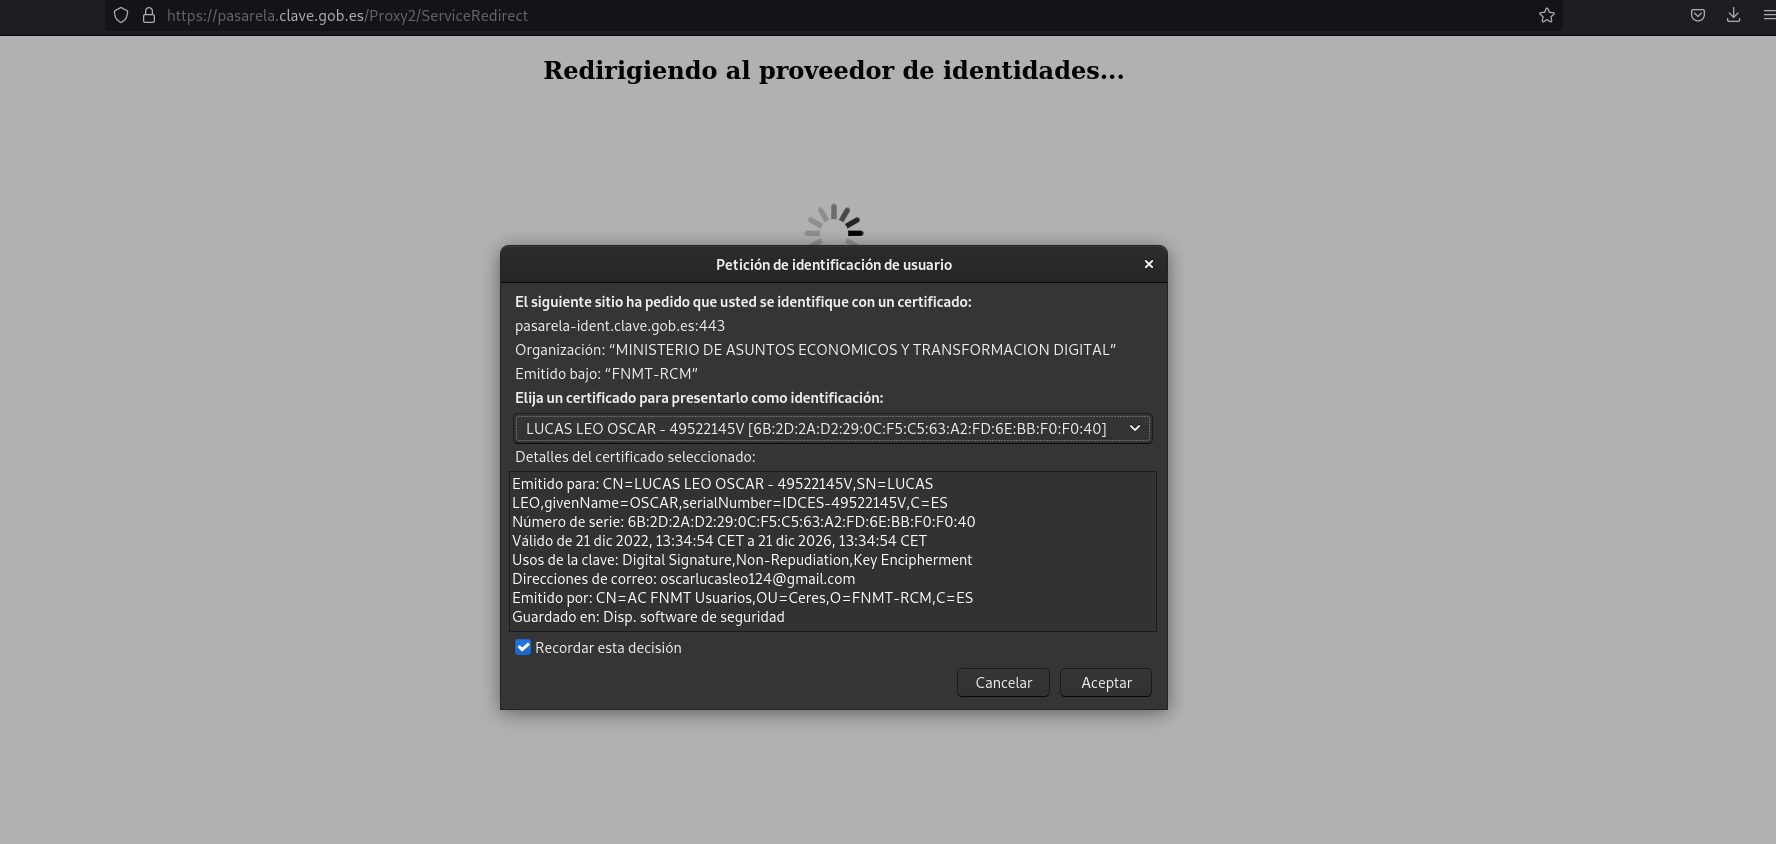 https://pasarela.clave.gob.es/Proxy2/ServiceRedirect
Redirigiendo al proveedor de identidades...
Petición de identificación de usuario
El siguiente sitio ha pedido que usted se identifique con un certificado:
pasarela-ident.clave.gob.es:443
Organización: “MINISTERIO DE ASUNTOS ECONOMICOS Y TRANSFORMACION DIGITAL”
Emitido bajo: “FNMT-RCM”
Elija un certificado para presentarlo como identificación:
LUCAS LEO OSCAR - 49522145V [6B:2D:2A:D2:29:0C:F5:C5:63:A2:FD:6E:BB:F0:F0:40]
Detalles del certificado seleccionado:
Emitido para: CN=LUCAS LEO OSCAR - 49522145V,SN=LUCAS
LEO,givenName=OSCAR,serialNumber=IDCES-49522145V,C=ES
Número de serie: 6B:2D:2A:D2:29:0C:F5:C5:63:A2:FD:6E:BB:F0:F0:40
Válido de 21 dic 2022, 13:34:54 CET a 21 dic 2026, 13:34:54 CET
Usos de la clave: Digital Signature,Non-Repudiation,Key Encipherment
Direcciones de correo: oscarlucasleo124@gmail.com
Emitido por: CN=AC FNMT Usuarios,OU=Ceres,O=FNMT-RCM,C=ES
Guardado en: Disp. software de seguridad
Recordar esta decisión
Cancelar
Aceptar